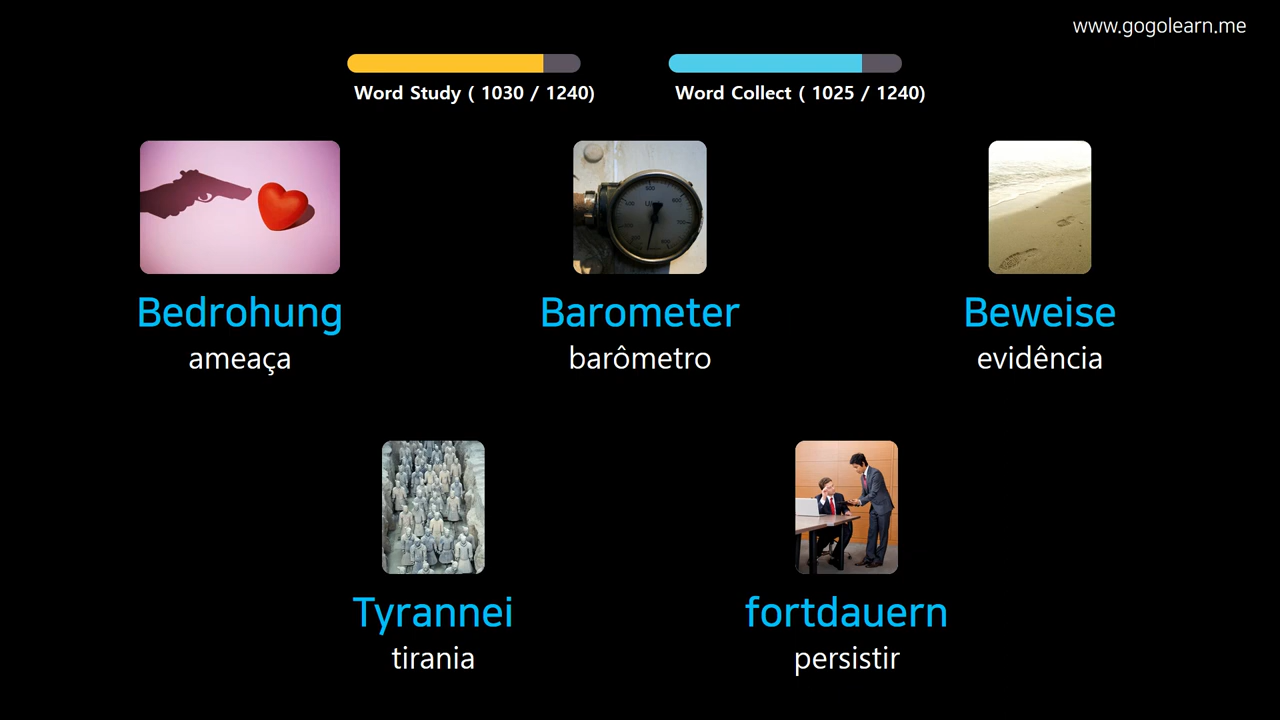 www.gogolearn.me
Word Study ( 1030 / 1240)
Word Collect ( 1025 / 1240)
Bedrohung
ameaça
Barometer
barômetro
Beweise
evidência
Tyrannei
tirania
fortdauern
persistir